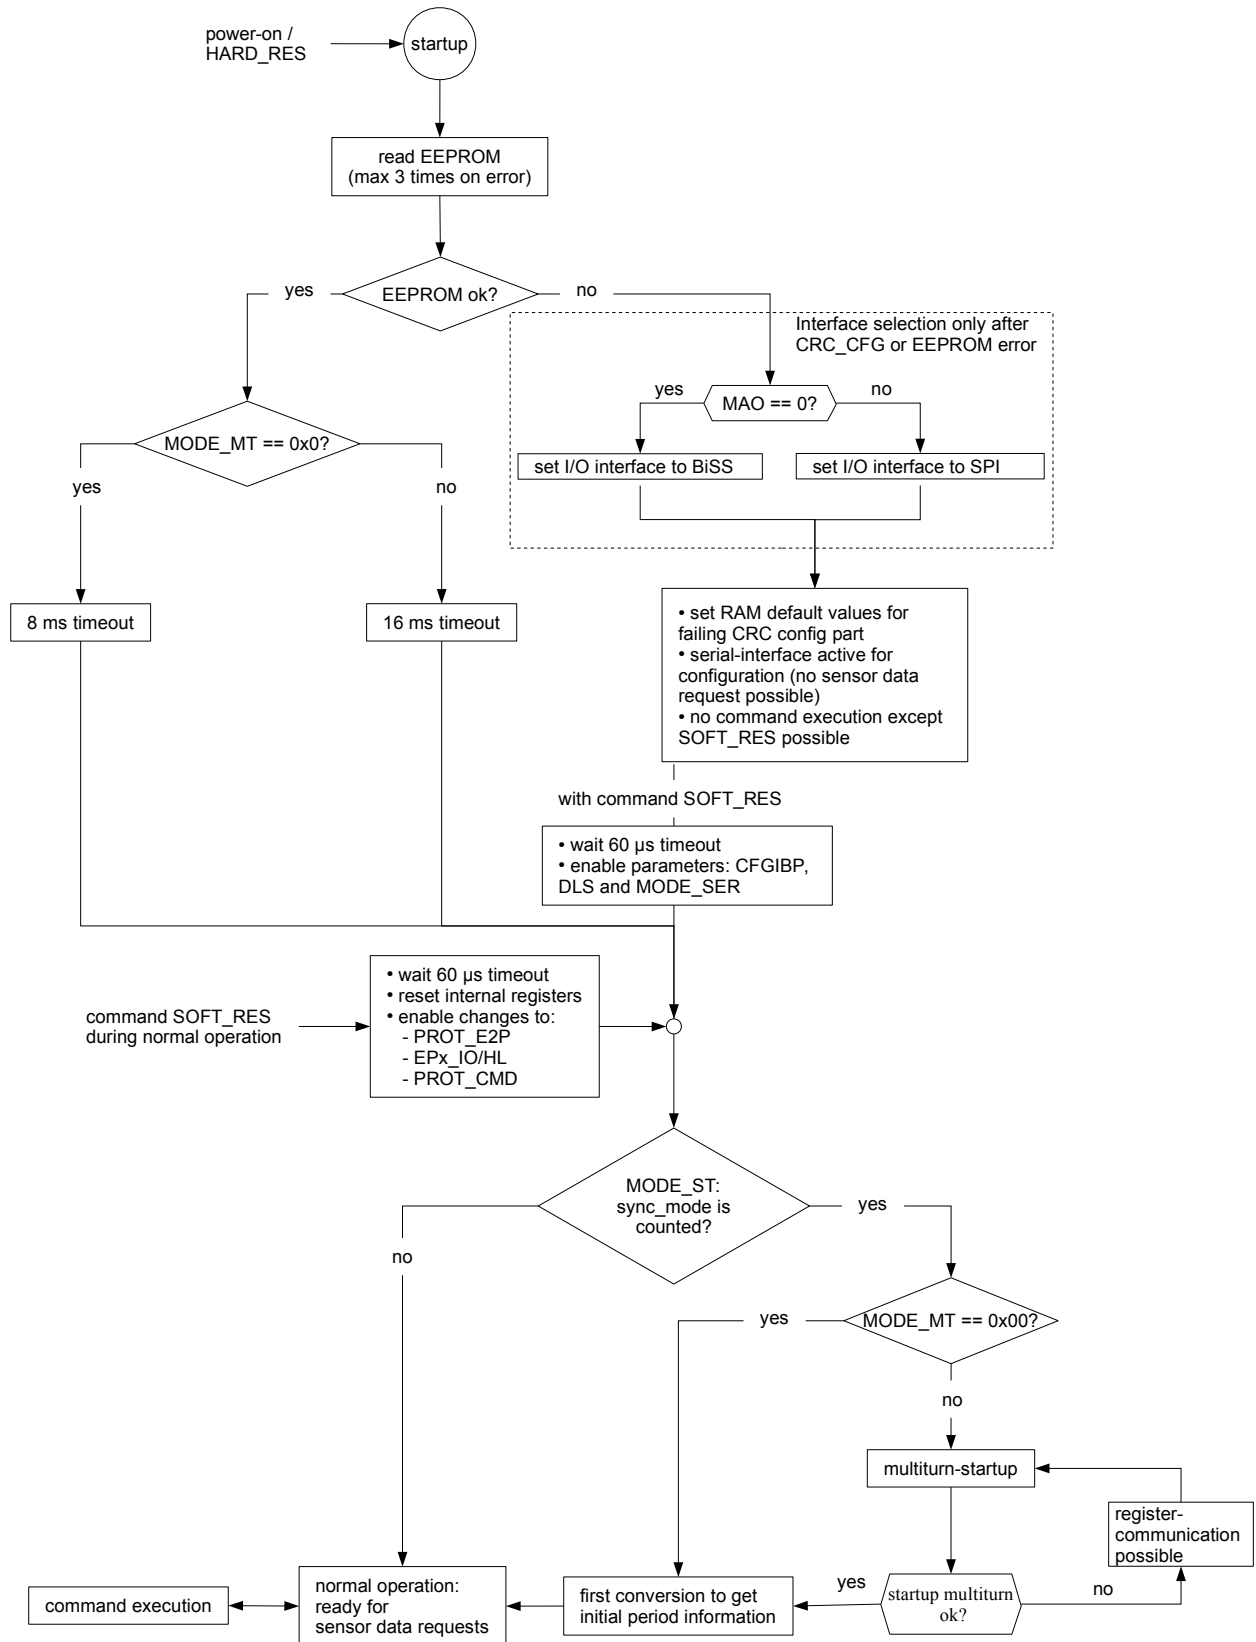 power-on /
HARD_RES
startup
read EEPROM
(max 3 times on error)
yes
EEPROM ok?
no
Interface selection only after
CRC_CFG or EEPROM error
yes
MAO == 0?
no
MODE_MT == 0x0?
set I/O interface to BiSS
set I/O interface to SPI
yes
no
8 ms timeout
16 ms timeout
• set RAM default values for
failing CRC config part
• serial-interface active for
configuration (no sensor data
request possible)
• no command execution except
SOFT_RES possible
with command SOFT_RES
• wait 60 µs timeout
• enable parameters: CFGIBP,
DLS and MODE_SER
command SOFT_RES
during normal operation
• wait 60 µs timeout
• reset internal registers
• enable changes to:
- PROT_E2P
- EPx_IO/HL
- PROT_CMD
MODE_ST:
sync_mode is
counted?
yes
no
yes
MODE_MT == 0x00?
no
multiturn-startup
register-
communication
possible
command execution
normal operation:
ready for
sensor data requests
first conversion to get
initial period information
yes
startup multiturn
ok?
no